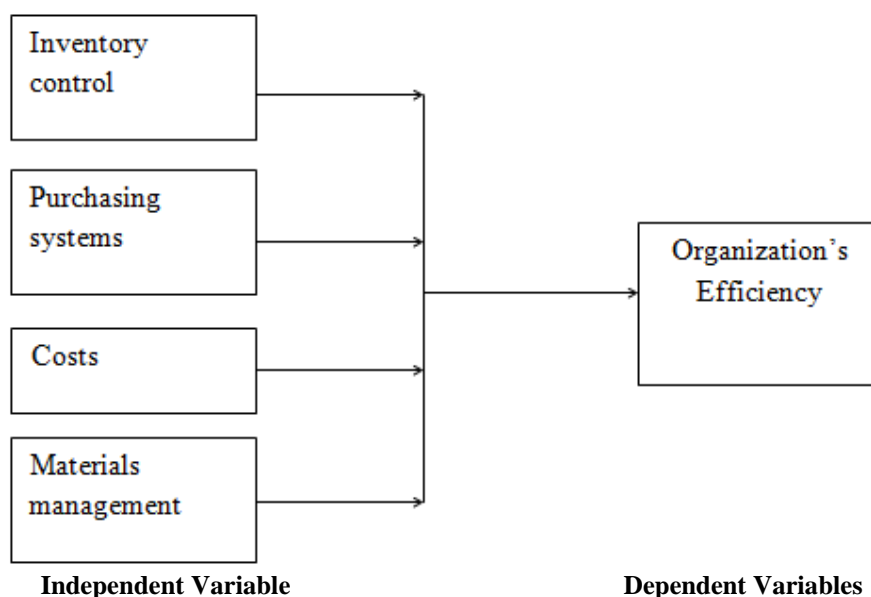 Inventory
control
Purchasing
systems
Costs
Materials
management
Organization’s
Efficiency
Independent Variable
Dependent Variables